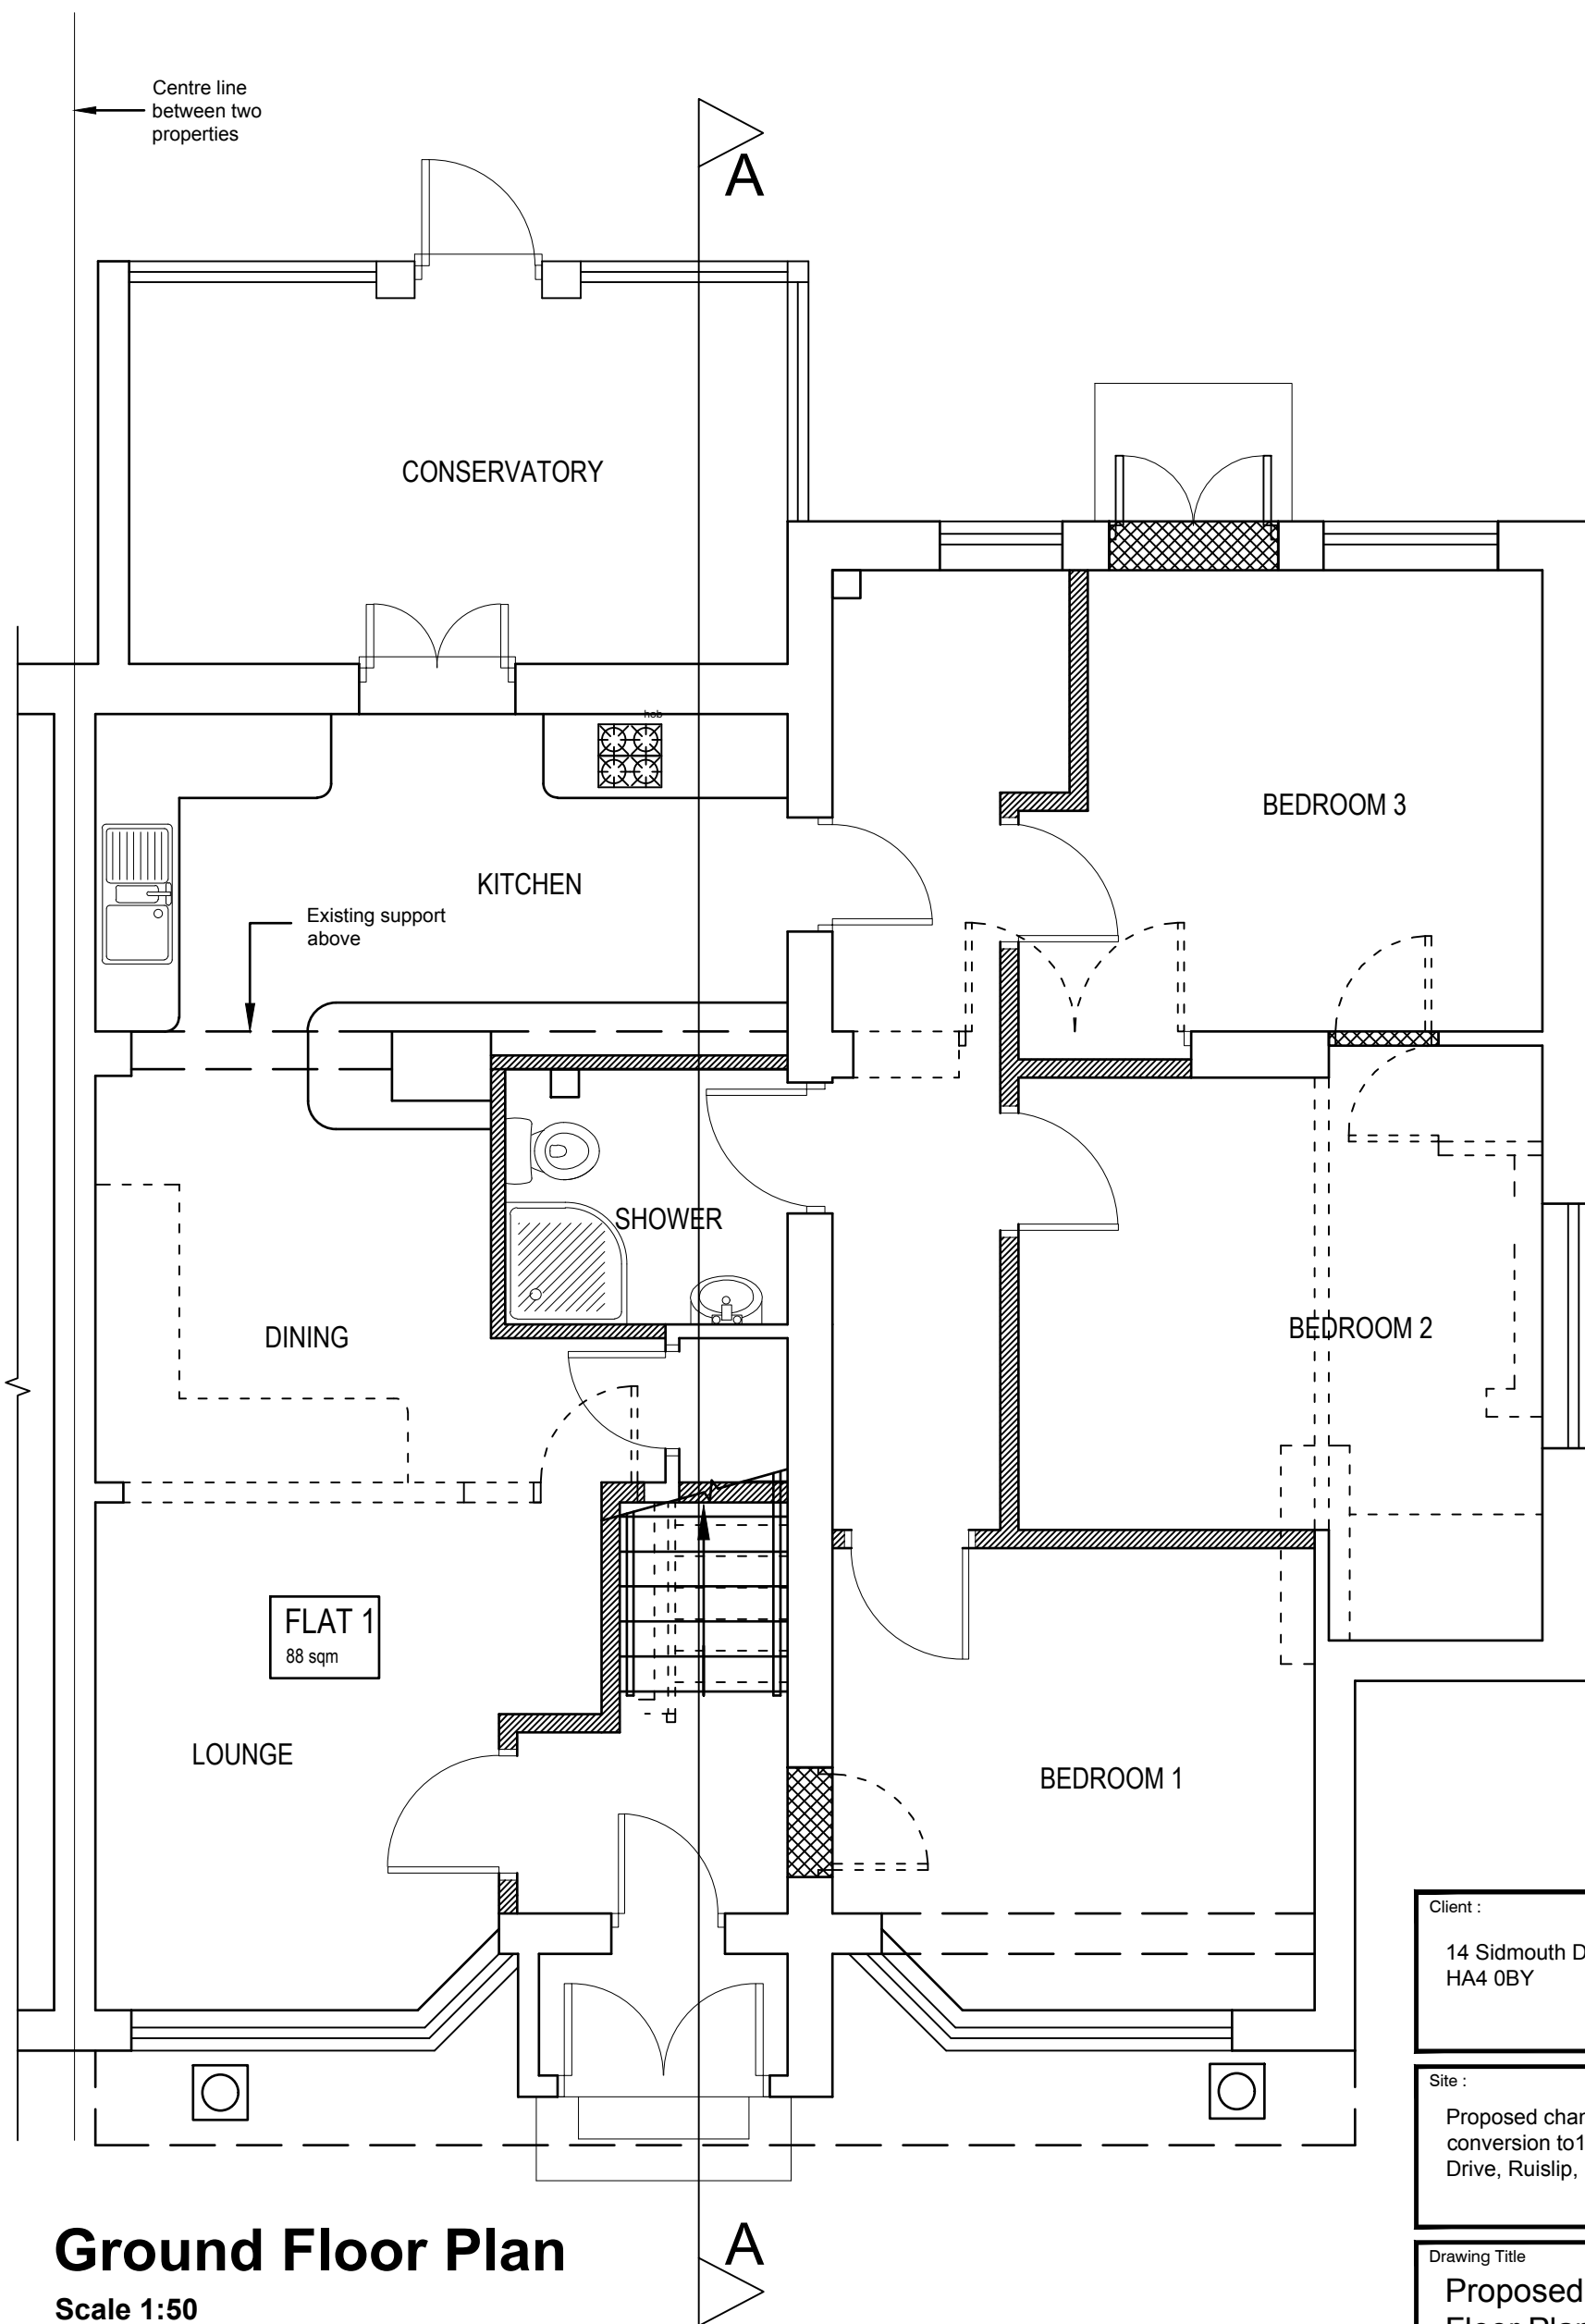 Centre line
between two
properties
A
CONSERVATORY
hob
BEDROOM 3
KITCHEN
Existing support
above
SHOWER
DINING
BEDROOM 2
FLAT 1
88 sqm
LOUNGE
BEDROOM 1
Client :
14 Sidmouth D
HA4 0BY
Site :
Proposed
conversion to1
Drive, Ruislip,
A
Ground Floor Plan
Scale 1:50
Drawing Title
Proposed
Floor Plan